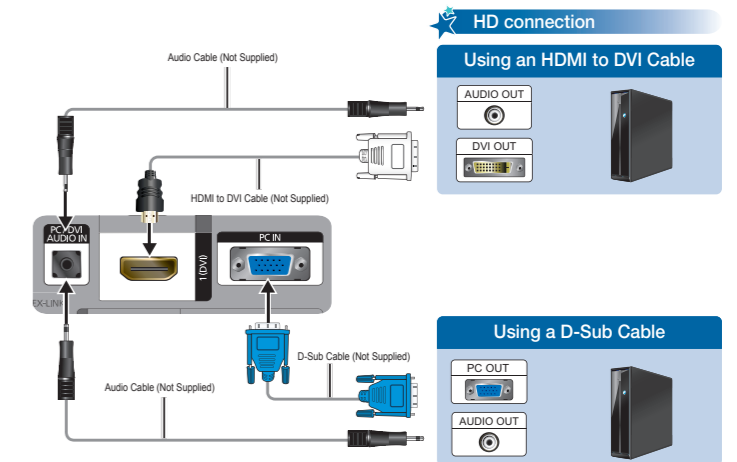 HD connection
Audio Cable (Not Supplied)
Using an HDMI to DVI Cable
AUDIO OUT
DVI OUT
HDMI to DVI Cable (Not Supplied)
PC/DVI
AUDIO IN
1(DVI)
PC IN
EX-LINK
Using a D-Sub Cable
D-Sub Cable (Not Supplied)
PC OUT
Audio Cable (Not Supplied)
AUDIO OUT